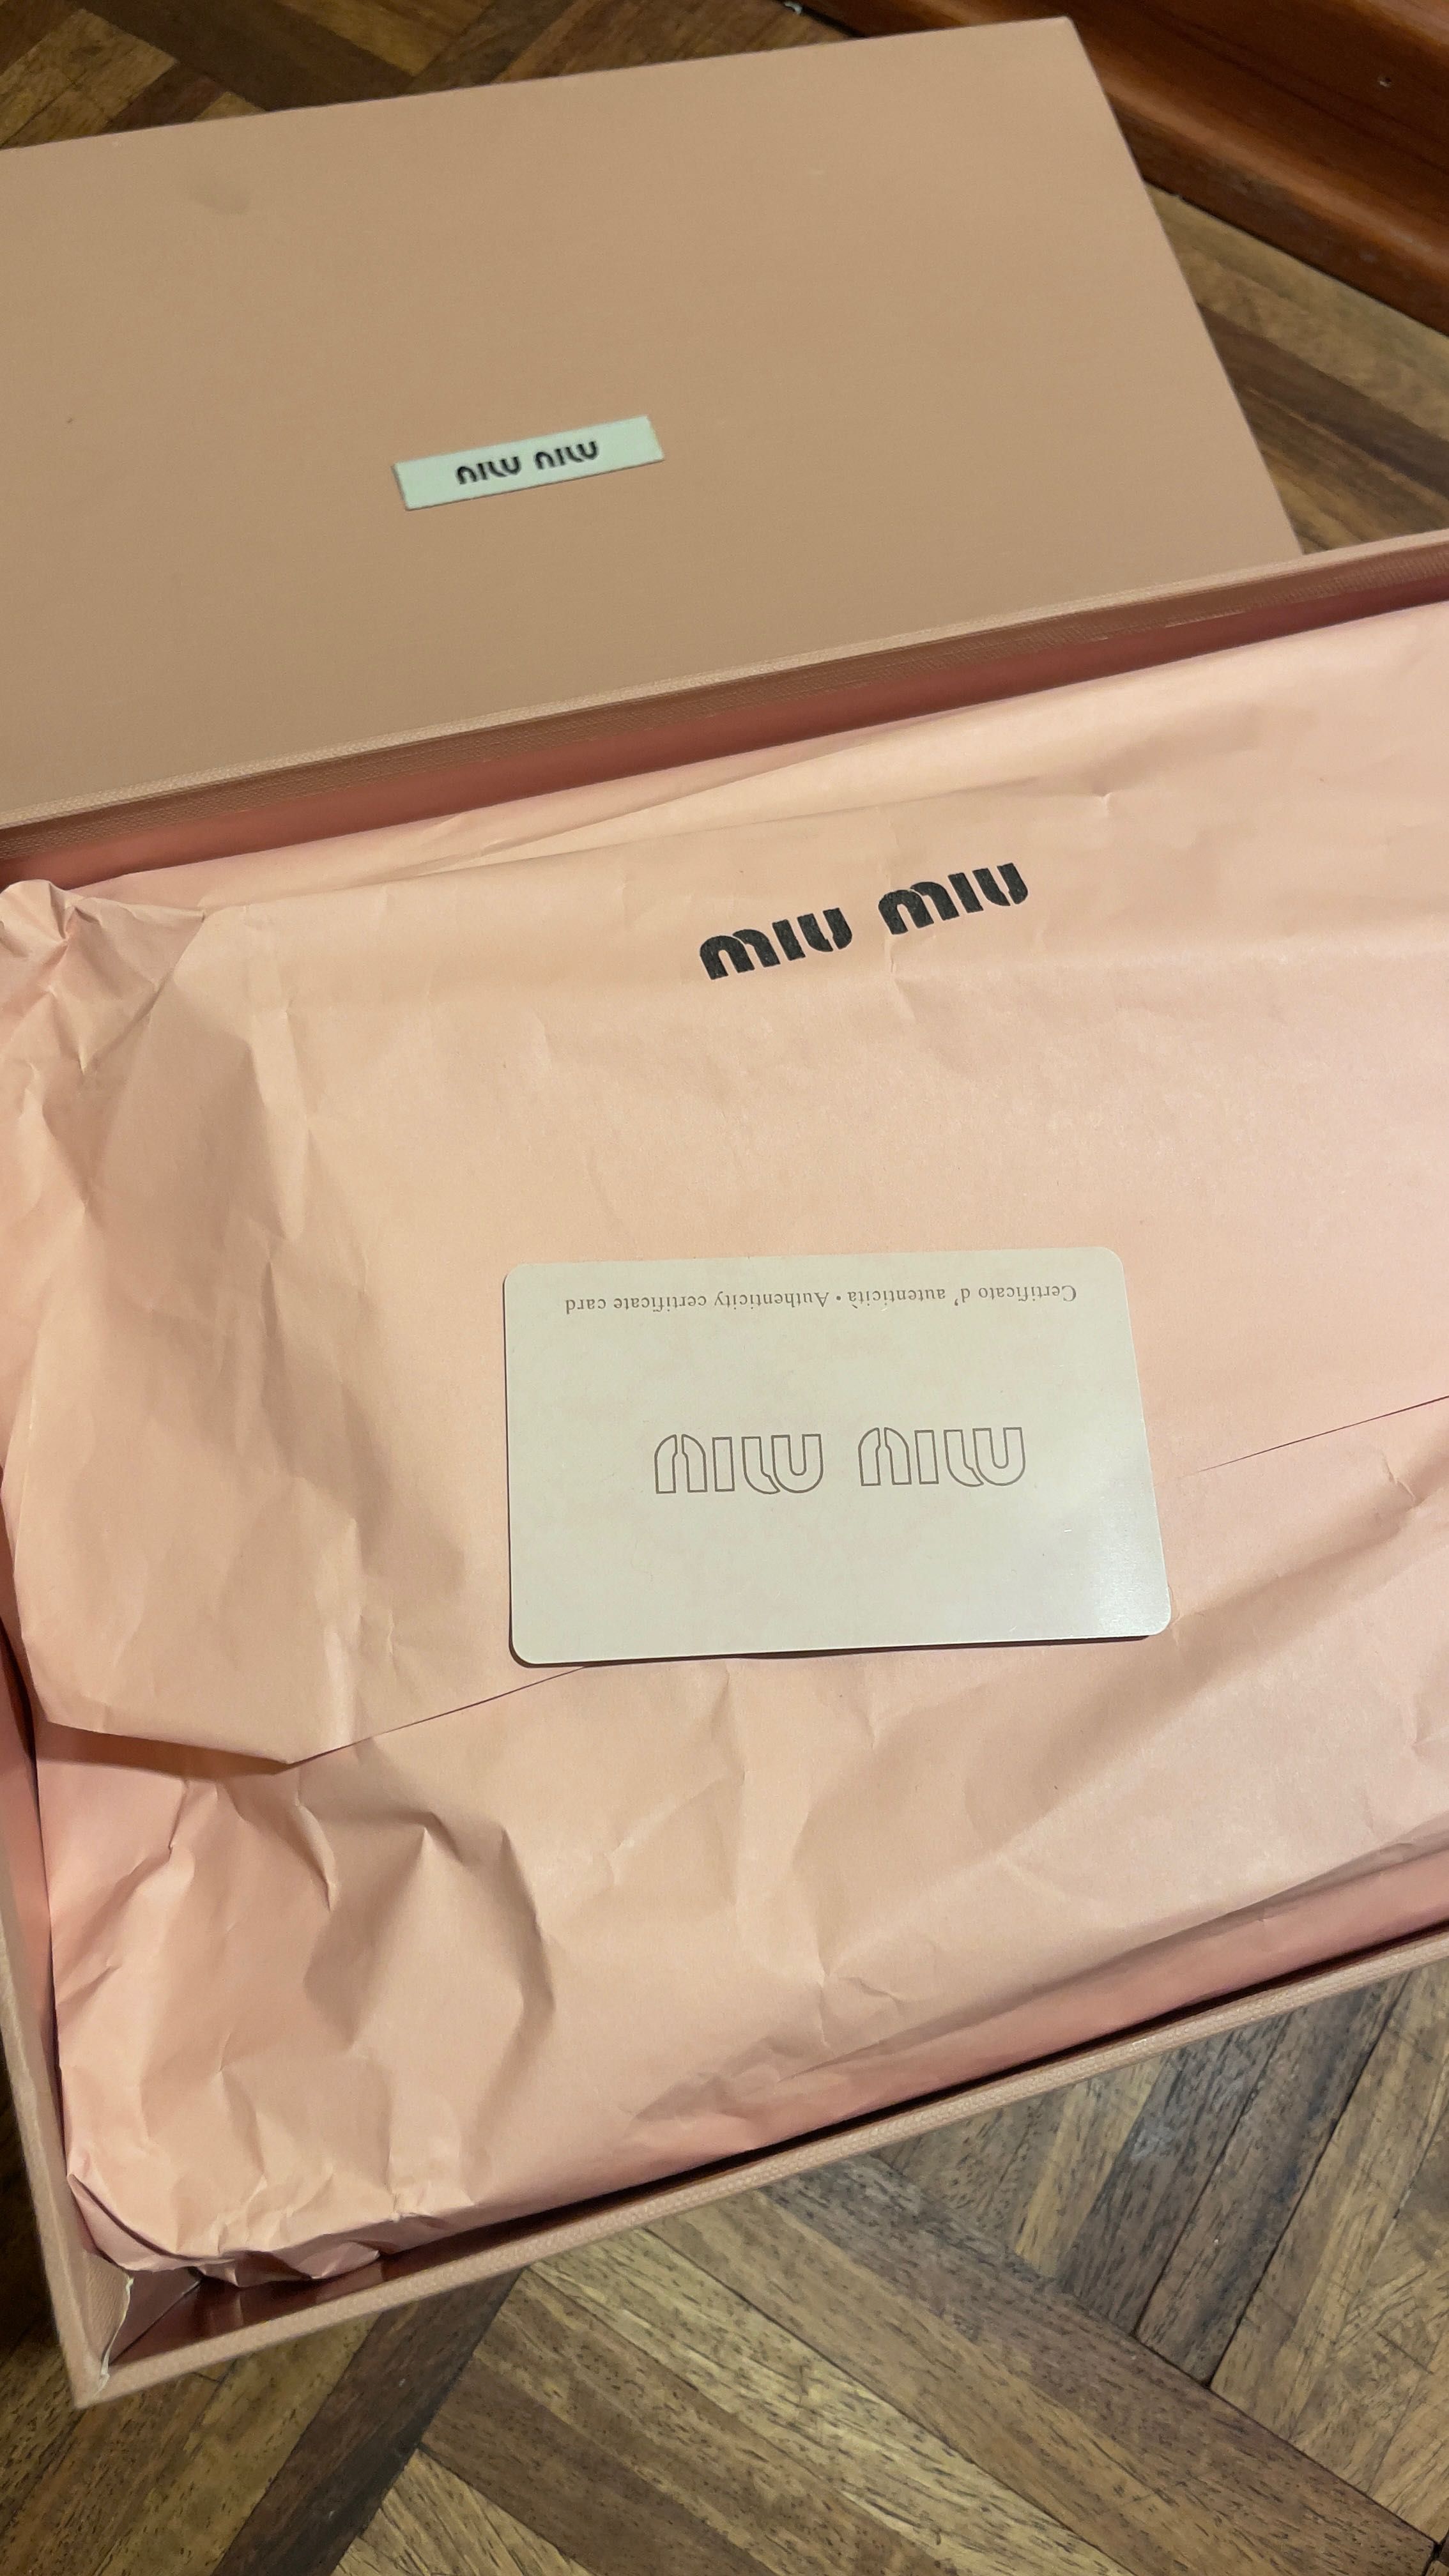 miu miu
miu miu
Certificato d'autenticità • Authenticity certificate card
miu miu